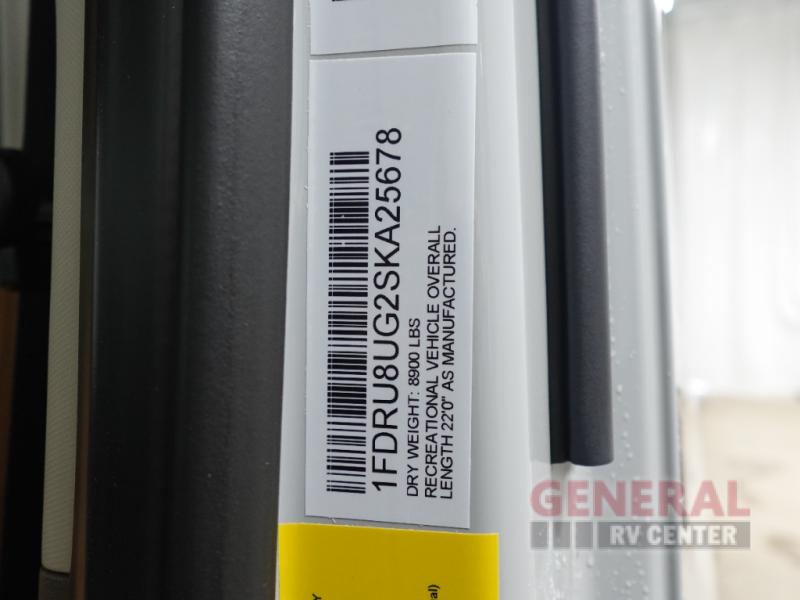 1FDRU8UG2SKA25678
DRY WEIGHT: 8900 LBS
RECREATIONAL VEHICLE OVERALL
LENGTH 22'0" AS MANUFACTURED.
GENERAL
RV CENTER